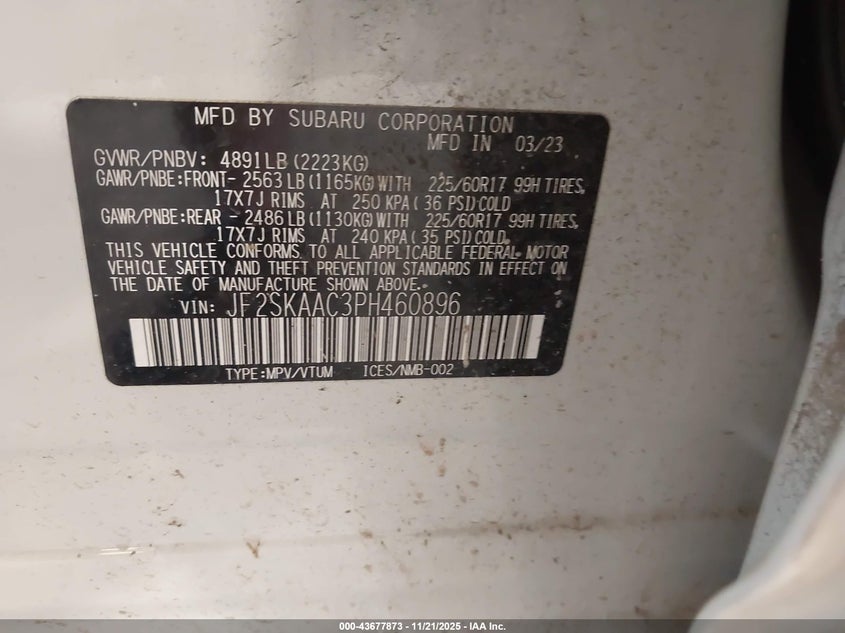 MFD BY SUBARU CORPORATION
MFD IN 03/23
GVWR/PNBV: 4891LB(2223KG)
GAWR/PNBE:FRONT- 2563LB(1165KG)WITH 225/60R17 99H TIRES,
17X7J RIMS AT 250 KPA(36 PSI)COLD
GAWR/PNBE:REAR - 2486LB(1130KG)WITH 225/60R17 99H TIRES,
17X7J RIMS AT 240 KPA(35 PSI)COLD.
THIS VEHICLE CONFORMS TO ALL APPLICABLE FEDERAL MOTOR
VEHICLE SAFETY AND THEFT PREVENTION STANDARDS IN EFFECT ON
THE DATE OF MANUFACTURE SHOWN ABOVE.
VIN: JF2SKAAC3PH460896
TYPE:MPV/VTUM ICES/NMB-002
000-43677873 - 11/21/2025 - IAA Inc.